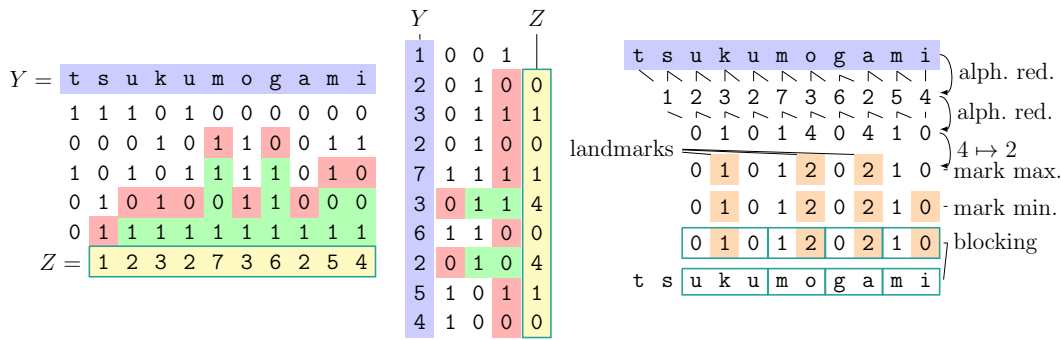 Y = t s u k u m o g a m i
1 1 1 0 1 0 0 0 0 0 0
0 0 0 1 0 1 1 0 0 1 1
1 0 1 0 1 1 1 1 0 1 0
0 1 0 1 0 0 1 1 0 0 0
0 1 1 1 1 1 1 1 1 1 1
Z = 1 2 3 2 7 3 6 2 5 4
Y Z
1 0 0 1
2 0 1 0 0
3 0 1 1 1
2 0 1 0 0
7 1 1 1 1
3 0 1 1 4
6 1 1 0 0
2 0 1 0 4
5 1 0 1 1
4 1 0 0 0
t s u k u m o g a m i
alph. red.
1 2 3 2 7 3 6 2 5 4
alph. red.
0 1 0 1 4 0 4 1 0
4 ↦ 2
landmarks
0 1 0 1 2 0 2 1 0 mark max.
0 1 0 1 2 0 2 1 0 mark min.
0 1 0 1 2 0 2 1 0 blocking
t s u k u m o g a m i